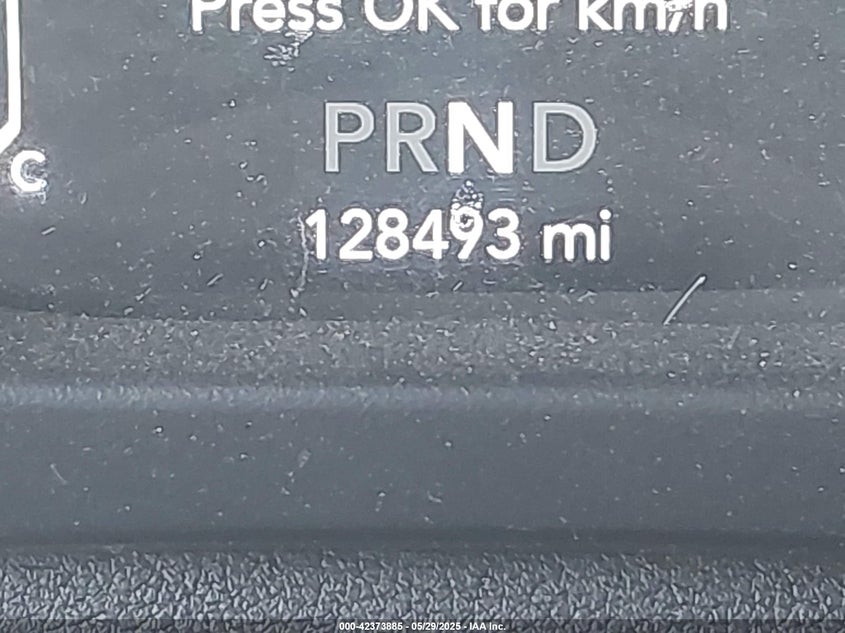 Press OK for km/h
PRND
C
128493 mi
000-42373885 - 05/29/2025 - IAA Inc.